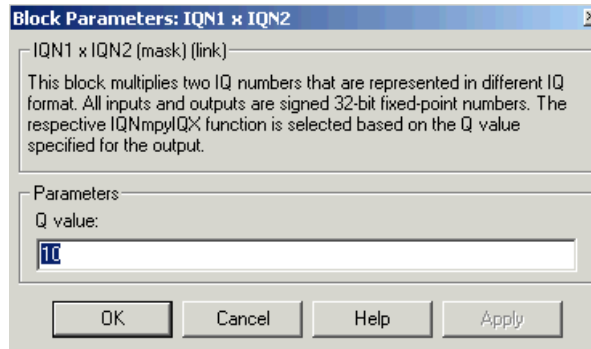 Block Parameters: IQN1 x IQN2
IQN1 x IQN2 (mask) (link)
This block multiplies two IQ numbers that are represented in different IQ
format. All inputs and outputs are signed 32-bit fixed-point numbers. The
respective IQNmpyIQX function is selected based on the Q value
specified for the output.
Parameters
Q value:
10
OK Cancel Help Apply